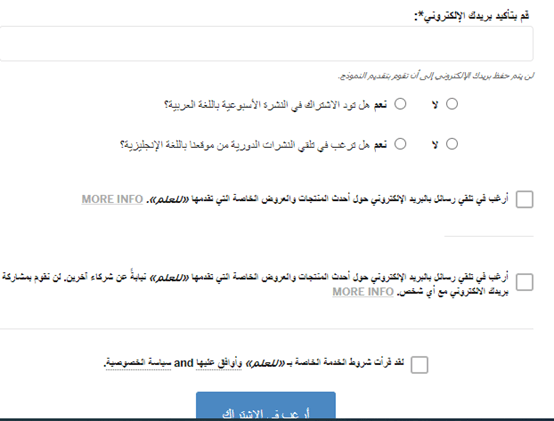 قم بتأكيد بريدك الإلكتروني*:
لن يتم حفظ بريدك الإلكتروني إلى أن تقوم بتقديم النموذج.
لا نعم هل تود الاشتراك في النشرة الأسبوعية باللغة العربية؟
لا نعم هل ترغب في تلقي النشرات الدورية من موقعنا باللغة الإنجليزية؟
أرغب في تلقي رسائل بالبريد الإلكتروني حول أحدث المنتجات والعروض الخاصة التي تقدمها «للعلم». MORE INFO
أرغب في تلقي رسائل بالبريد الإلكتروني حول أحدث المنتجات والعروض الخاصة التي تقدمها «للعلم» نيابةً عن شركاء آخرين. لن نقوم بمشاركة
بريدك الالكتروني مع أي شخص. MORE INFO
لقد قرأت شروط الخدمة الخاصة بـ «للعلم» وأوافق عليها and سياسة الخصوصية.
أرغب في الاشتراك